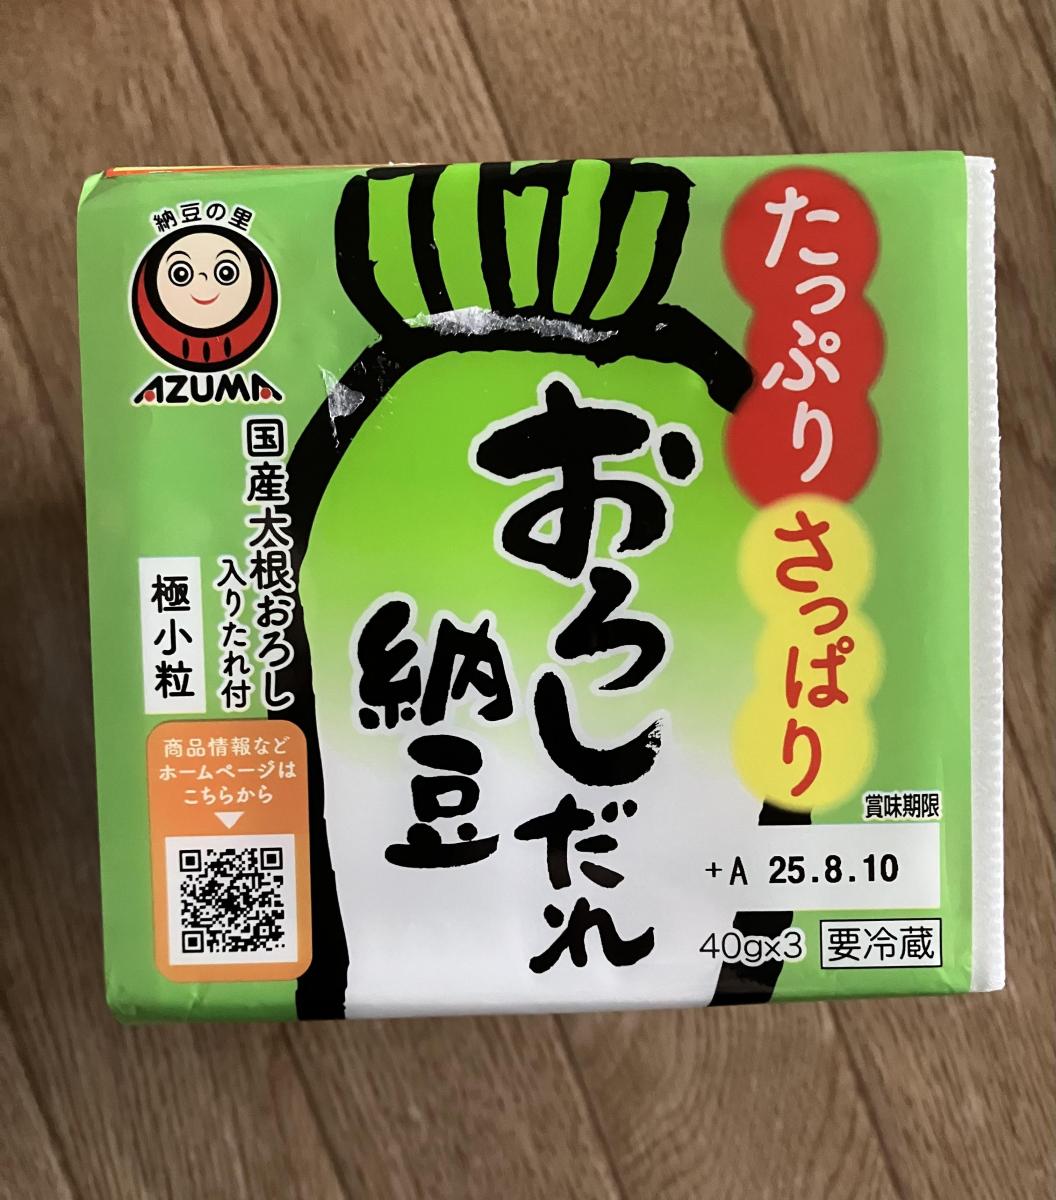 納豆の里
AZUMA
たっぷり
さっぱり
おろしだれ
納豆
国産大根おろし
入りたれ付
極小粒
商品情報など
ホームページは
こちらから
賞味期限
+A 25.8.10
40g×3
要冷蔵